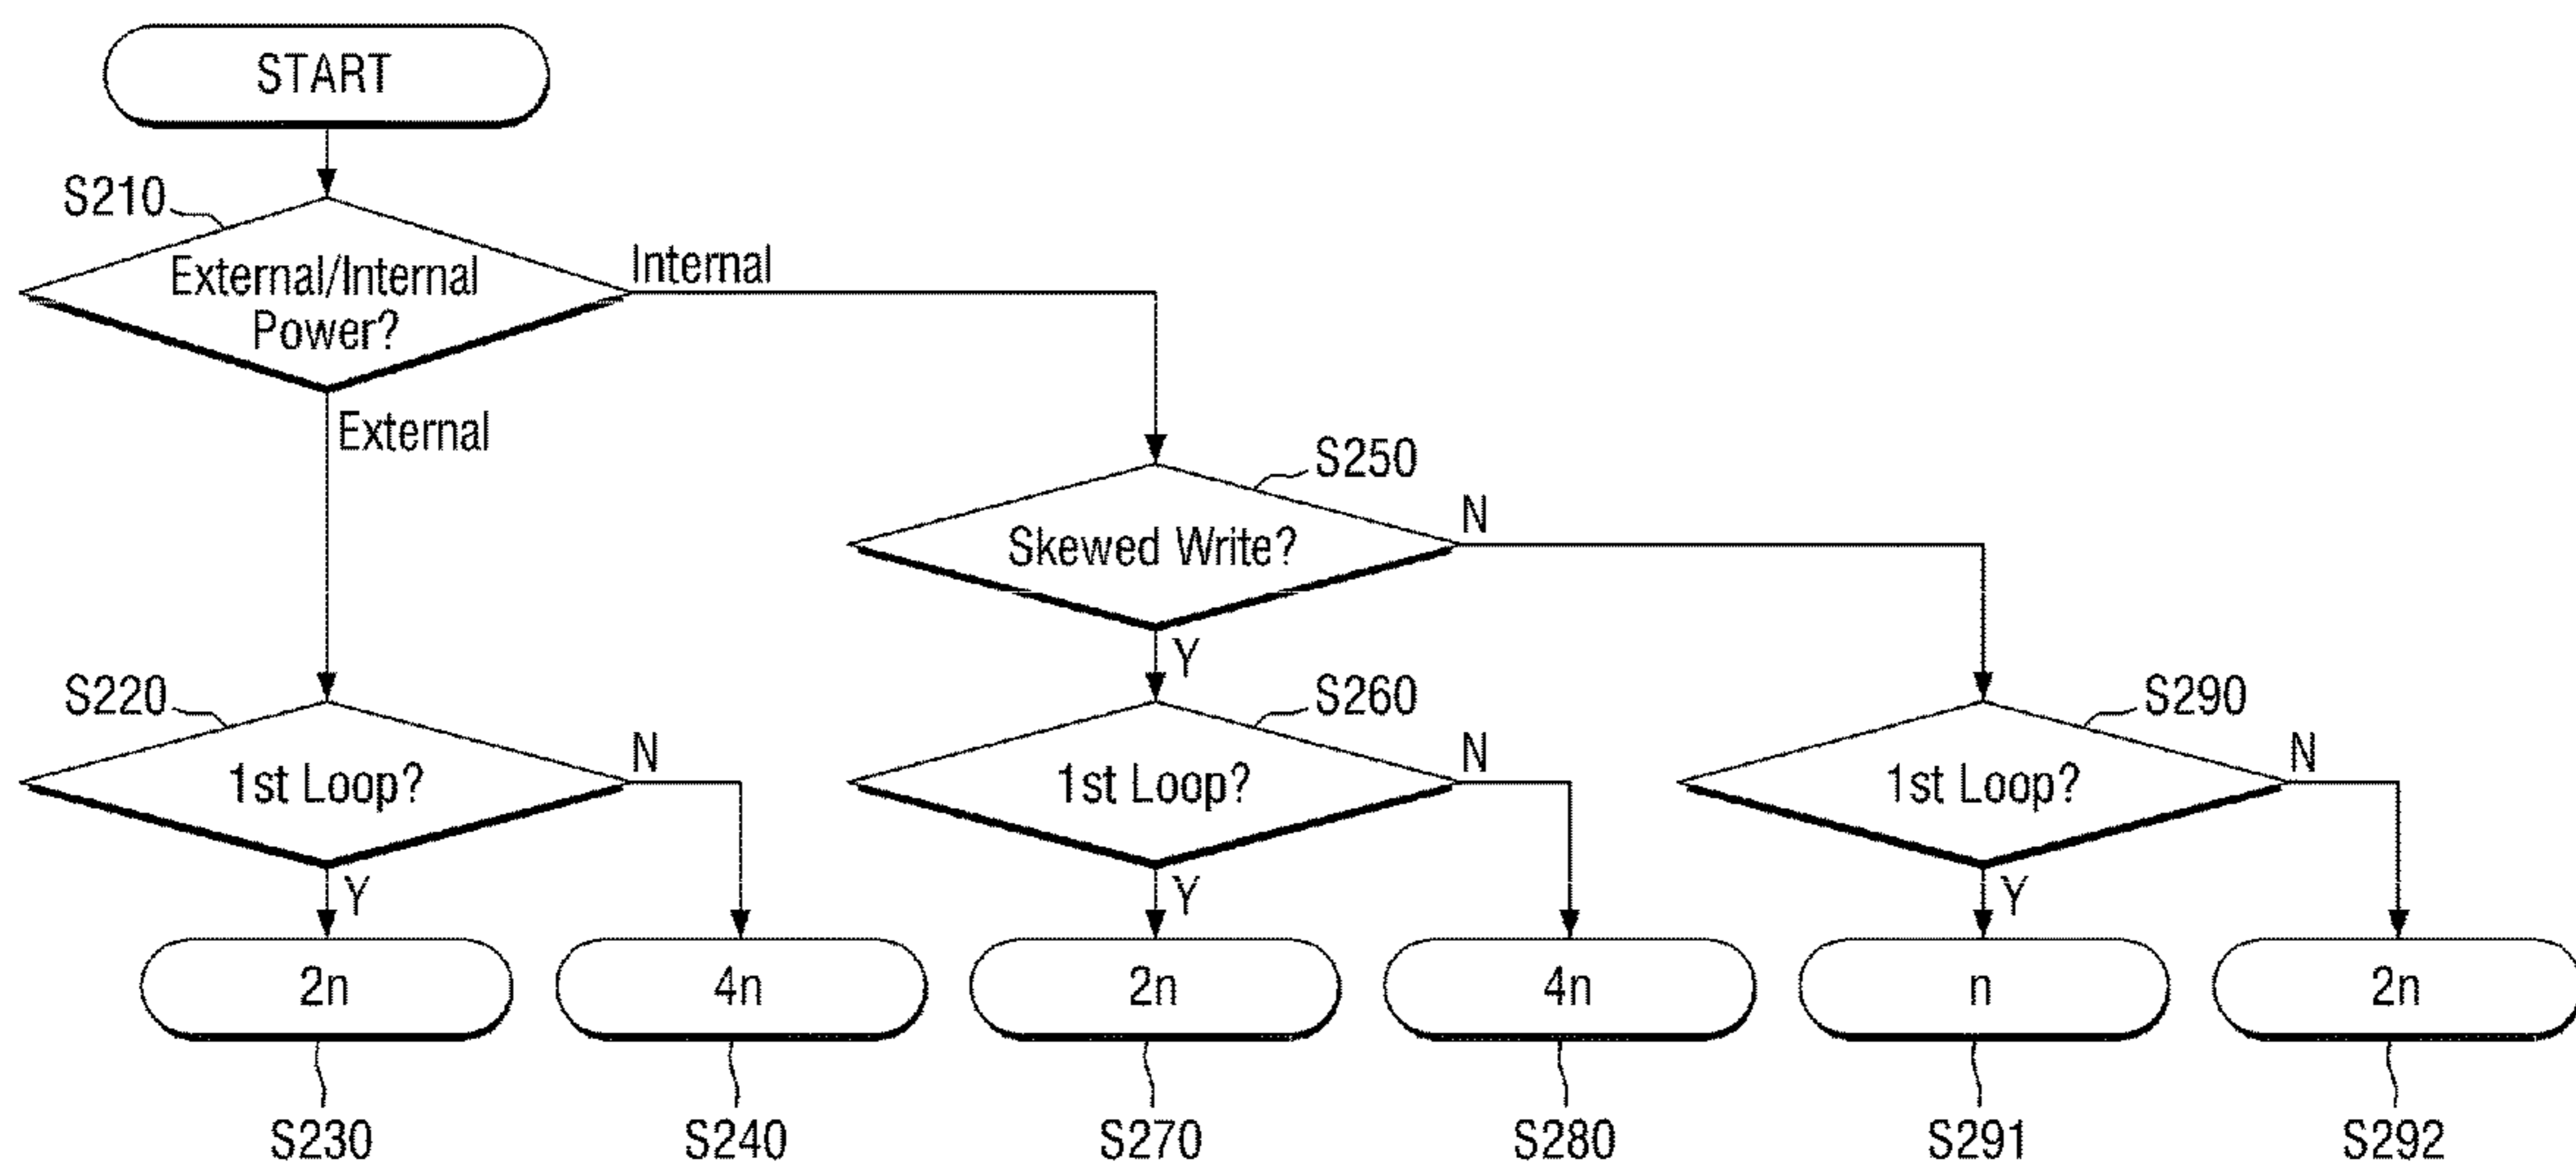 START
S210
External/Internal
Power?
Internal
External
S250
Skewed Write?
N
Y
S220
1st Loop?
N
Y
S260
1st Loop?
N
Y
S290
1st Loop?
N
Y
2n
4n
2n
4n
n
2n
S230
S240
S270
S280
S291
S292